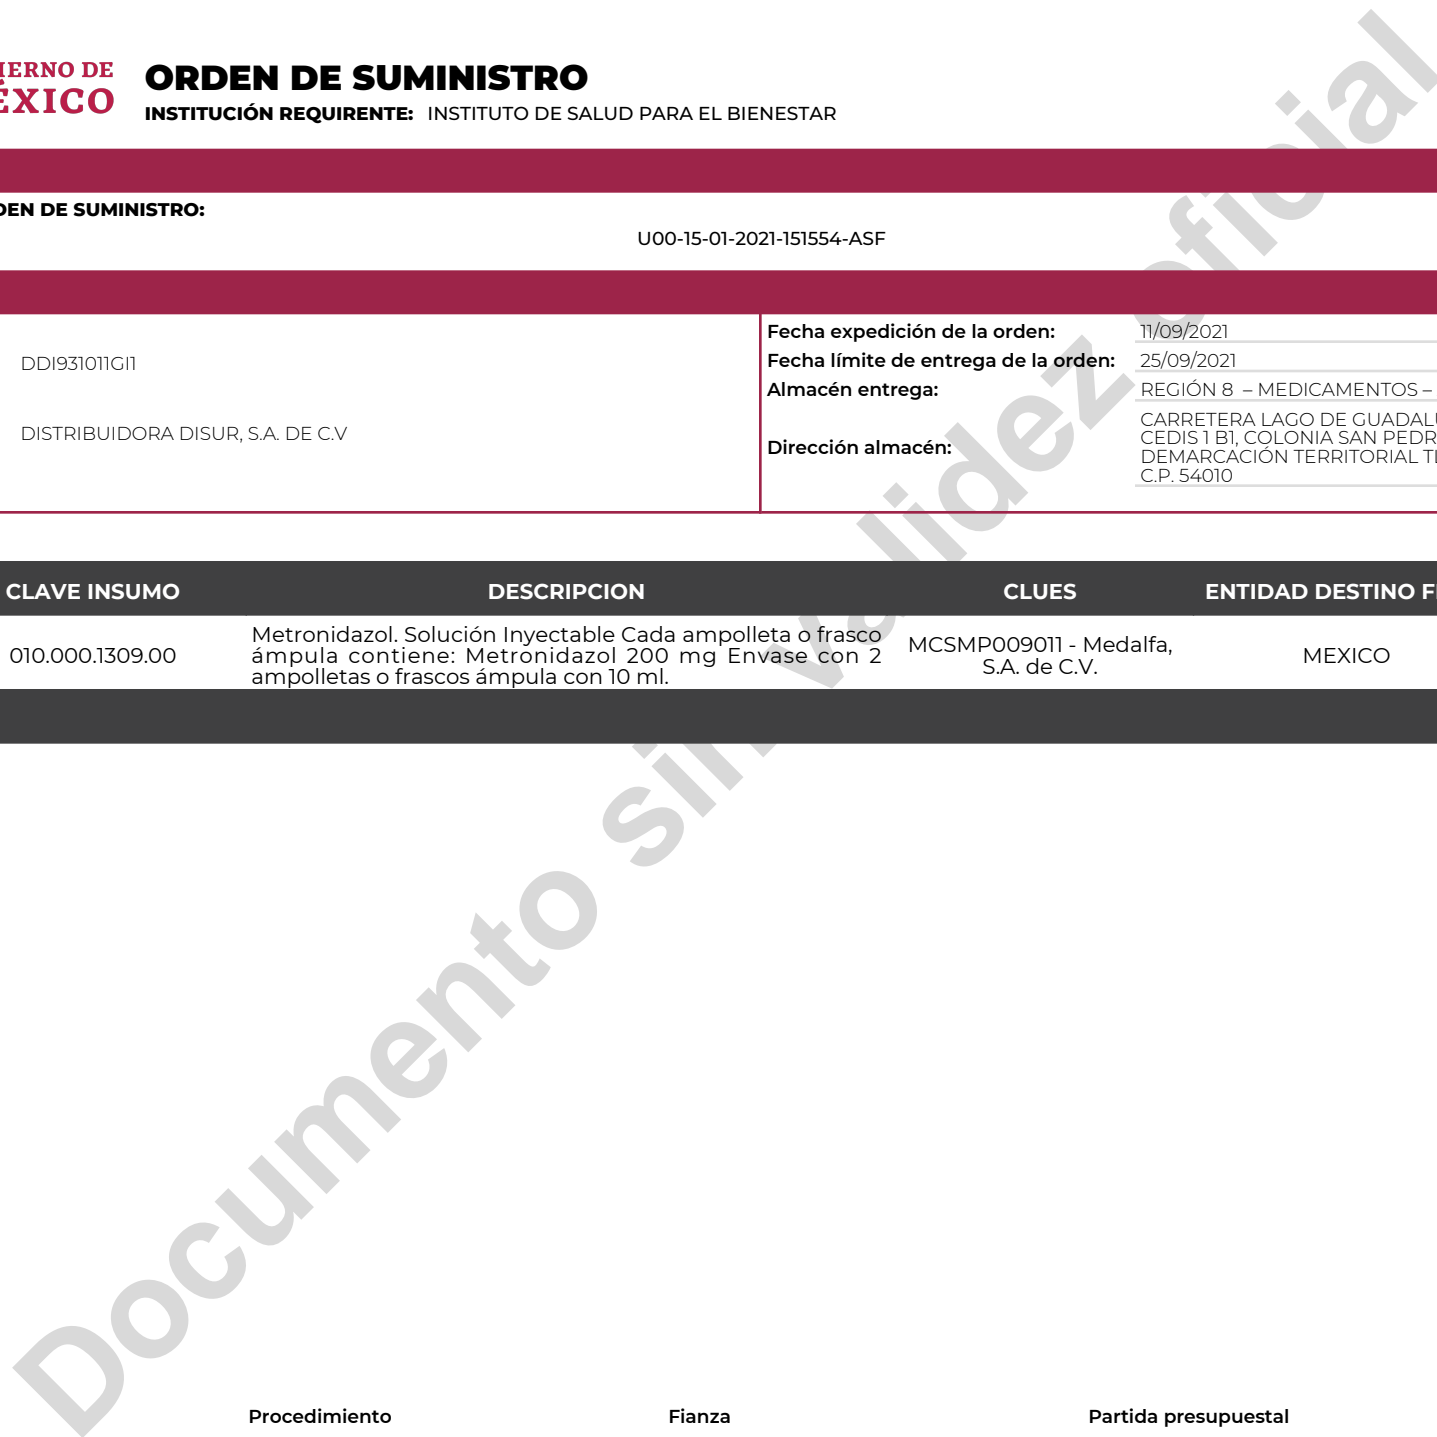 IERNO DE
ÉXICO
ORDEN DE SUMINISTRO
INSTITUCIÓN REQUIRENTE: INSTITUTO DE SALUD PARA EL BIENESTAR
DEN DE SUMINISTRO:
U00-15-01-2021-151554-ASF
DDI931011GI1
DISTRIBUIDORA DISUR, S.A. DE C.V
Fecha expedición de la orden: 11/09/2021
Fecha límite de entrega de la orden: 25/09/2021
Almacén entrega: REGIÓN 8 – MEDICAMENTOS –
Dirección almacén: CARRETERA LAGO DE GUADALU
CEDIS 1 B1, COLONIA SAN PEDR
DEMARCACIÓN TERRITORIAL TL
C.P. 54010
CLAVE INSUMO DESCRIPCION CLUES ENTIDAD DESTINO FI
010.000.1309.00
Metronidazol. Solución Inyectable Cada ampolleta o frasco
ámpula contiene: Metronidazol 200 mg Envase con 2
ampolletas o frascos ámpula con 10 ml.
MCSMP009011 - Medalfa,
S.A. de C.V.
MEXICO
Documento sin validez oficial
Procedimiento Fianza Partida presupuestal